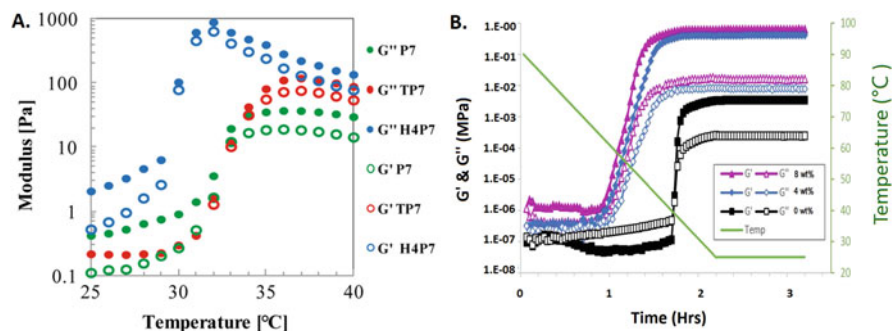 A.
Modulus [Pa]
1000
100
10
1
0.1
25
30
35
40
Temperature [°C]
G'' P7
G'' TP7
G'' H4P7
G' P7
G' TP7
G' H4P7
B.
G' & G'' (MPa)
1.E-00
1.E-01
1.E-02
1.E-03
1.E-04
1.E-05
1.E-06
1.E-07
1.E-08
0
1
2
3
Time (Hrs)
G' G'' 8 wt%
G' G'' 4 wt%
G' G'' 0 wt%
Temp
100
90
80
70
60
50
40
30
20
Temperature (°C)